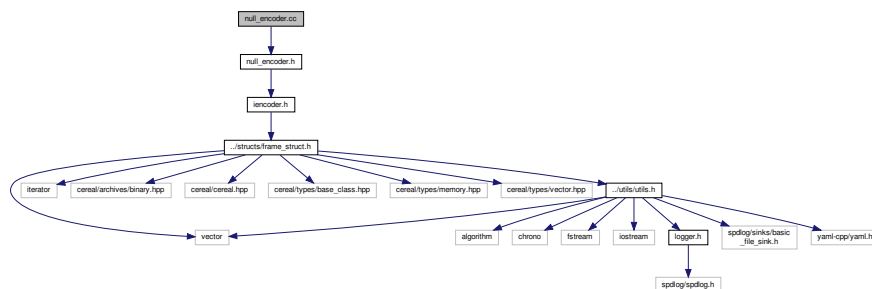 null_encoder.cc
null_encoder.h
iencoder.h
../structs/frame_struct.h
iterator
cereal/archives/binary.hpp
cereal/cereal.hpp
cereal/types/base_class.hpp
cereal/types/memory.hpp
cereal/types/vector.hpp
../utils/utils.h
vector
algorithm
chrono
fstream
iostream
logger.h
spdlog/sinks/basic
_file_sink.h
yaml-cpp/yaml.h
spdlog/spdlog.h